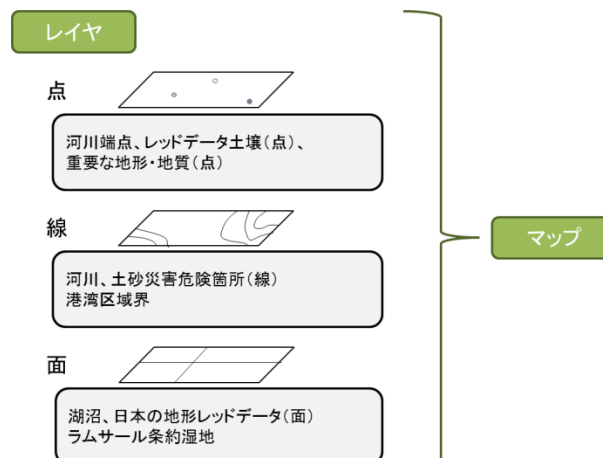 レイヤ
点
河川端点、レッドデータ土壌（点）、
重要な地形・地質（点）
線
河川、土砂災害危険箇所（線）
港湾区域界
マップ
面
湖沼、日本の地形レッドデータ（面）
ラムサール条約湿地